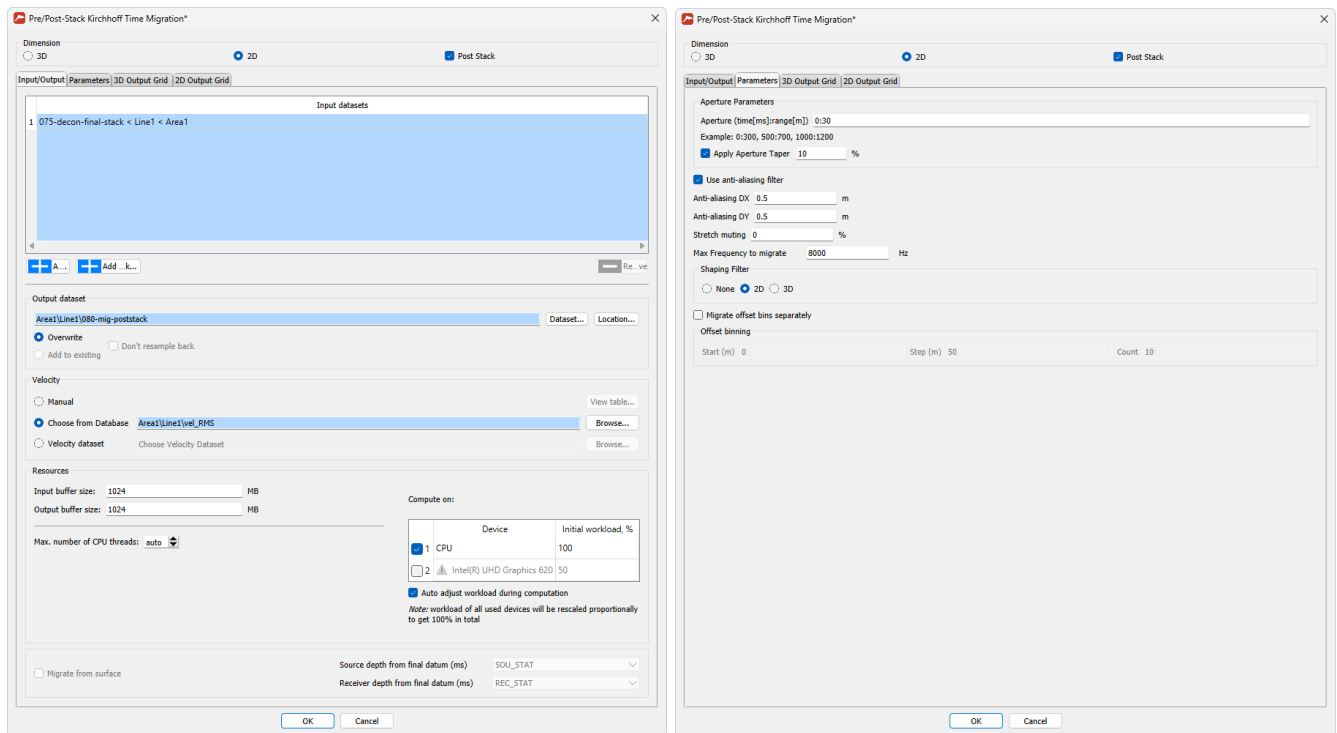 Pre/Post-Stack Kirchhoff Time Migration*
Dimension
3D 2D Post Stack
Input/Output Parameters 3D Output Grid 2D Output Grid
Input datasets
1 075-decon-final-stack < Line1 < Area1
A... Add ...k... Re...ve
Output dataset
Area1\Line1\080-mig-poststack Dataset... Location...
Overwrite
Don't resample back
Add to existing
Velocity
Manual View table...
Choose from Database Area1\Line1\vel_RMS Browse...
Velocity dataset Choose Velocity Dataset Browse...
Resources
Input buffer size: 1024 MB
Output buffer size: 1024 MB
Max. number of CPU threads: auto
Compute on:
Device Initial workload, %
1 CPU 100
2 Intel(R) UHD Graphics 620 50
Auto adjust workload during computation
Note: workload of all used devices will be rescaled proportionally
to get 100% in total
Migrate from surface
Source depth from final datum (ms) SOU_STAT
Receiver depth from final datum (ms) REC_STAT
OK Cancel
Pre/Post-Stack Kirchhoff Time Migration*
Dimension
3D 2D Post Stack
Input/Output Parameters 3D Output Grid 2D Output Grid
Aperture Parameters
Aperture (time[ms]:range[m]) 0:30
Example: 0:300, 500:700, 1000:1200
Apply Aperture Taper 10 %
Use anti-aliasing filter
Anti-aliasing DX 0.5 m
Anti-aliasing DY 0.5 m
Stretch muting 0 %
Max Frequency to migrate 8000 Hz
Shaping Filter
None 2D 3D
Migrate offset bins separately
Offset binning
Start (m) 0 Step (m) 50 Count 10
OK Cancel